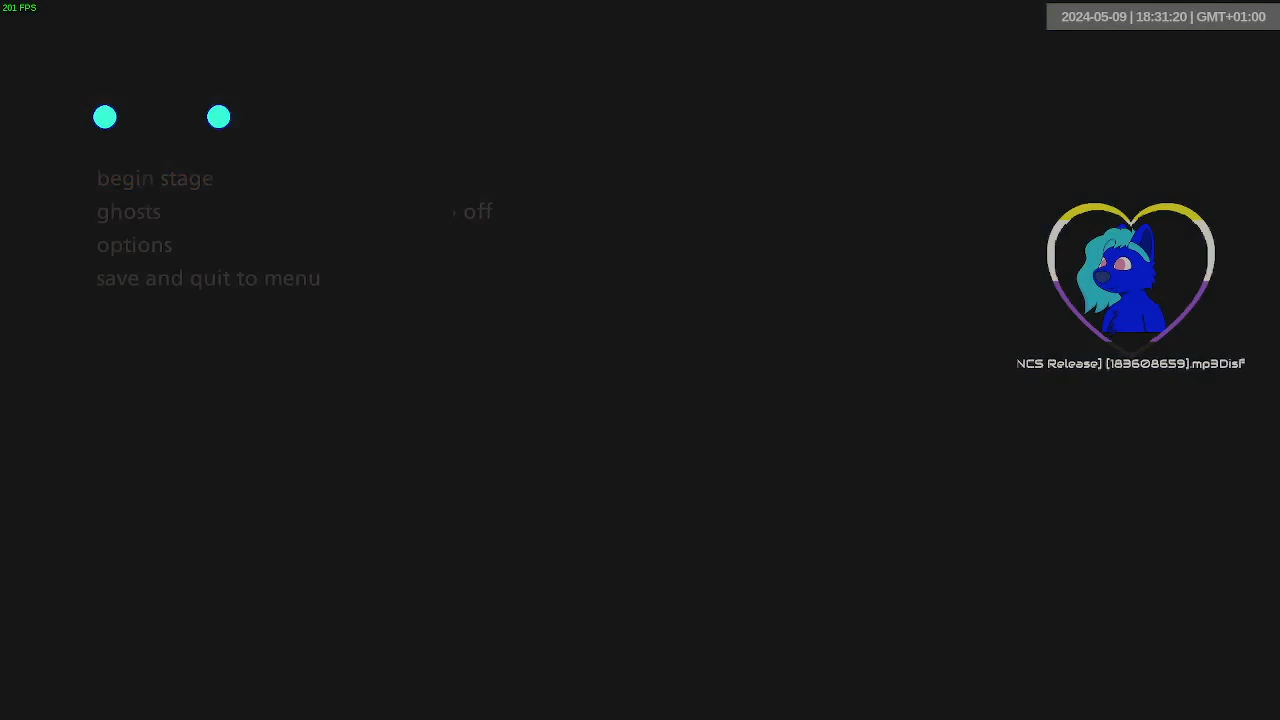 201 FPS
2024-05-09 | 18:31:20 | GMT+01:00
begin stage
ghosts off
options
save and quit to menu
NCS Release] [183608659].mp3